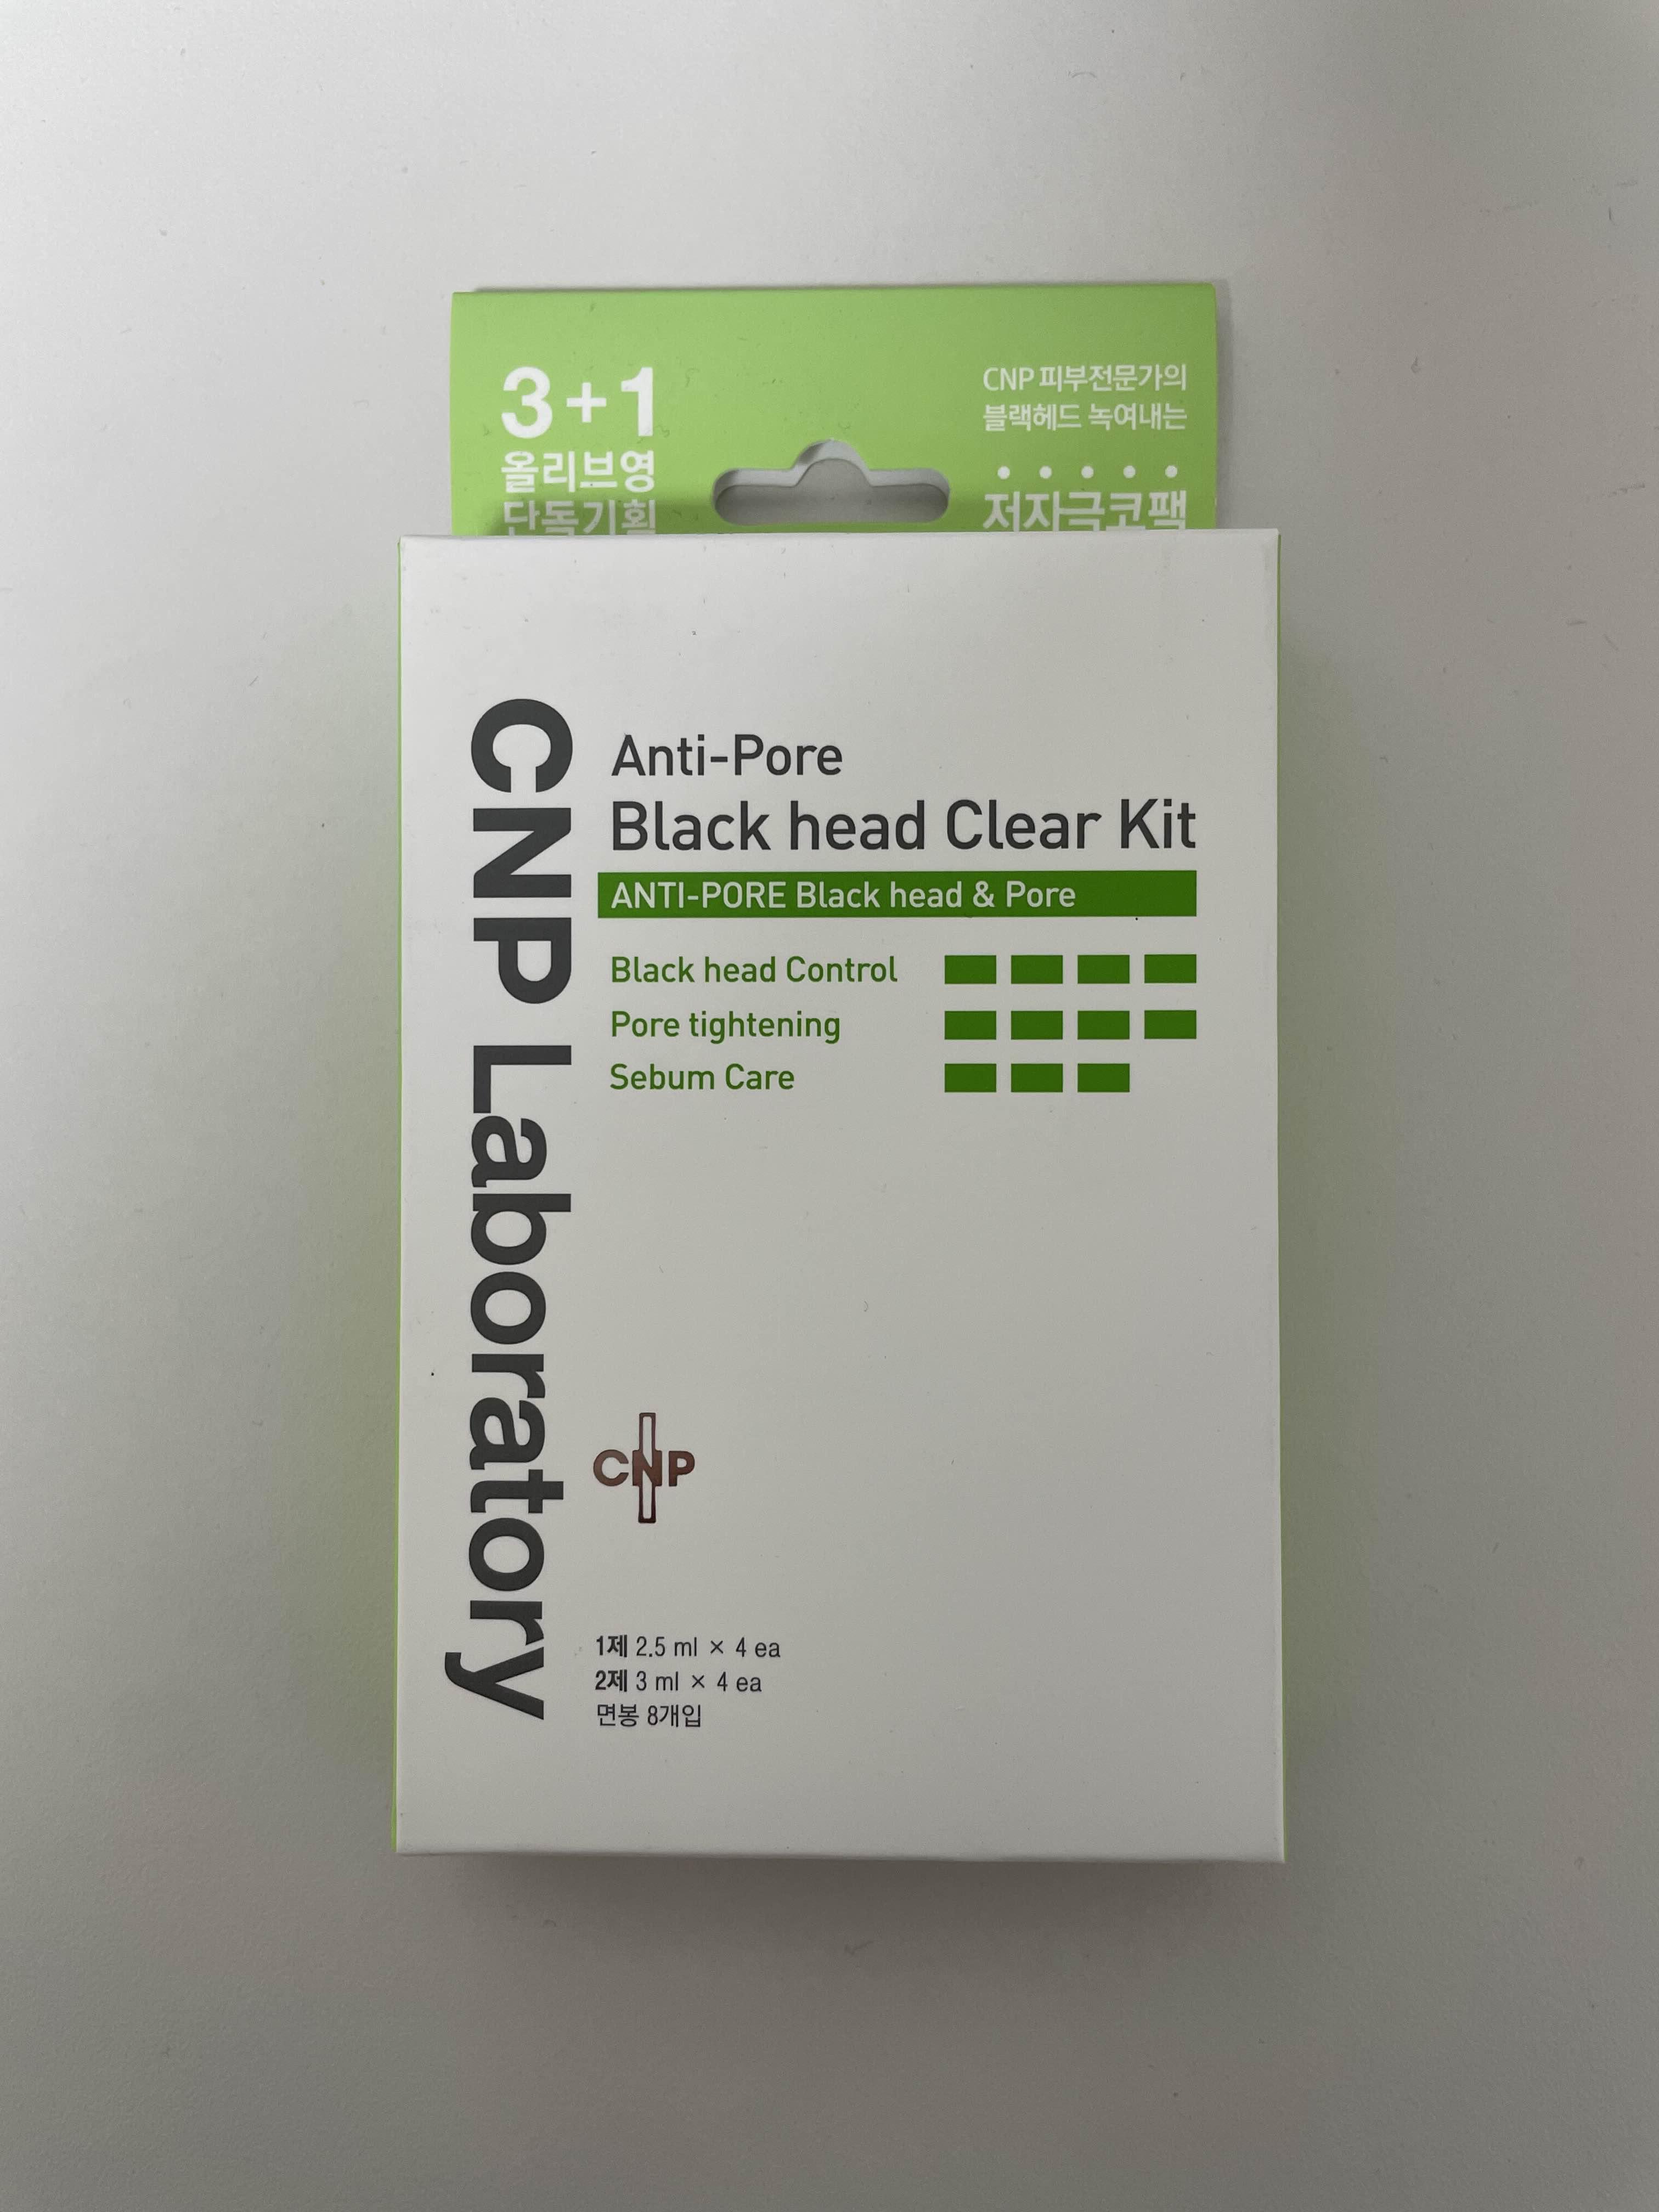 3+1
올리브영
단독기획
CNP 피부전문가의
블랙헤드 녹여내는
저자극코팩
CNP Laboratory
Anti-Pore
Black head Clear Kit
ANTI-PORE Black head & Pore
Black head Control
Pore tightening
Sebum Care
CNP
1제 2.5 ml × 4 ea
2제 3 ml × 4 ea
면봉 8개입